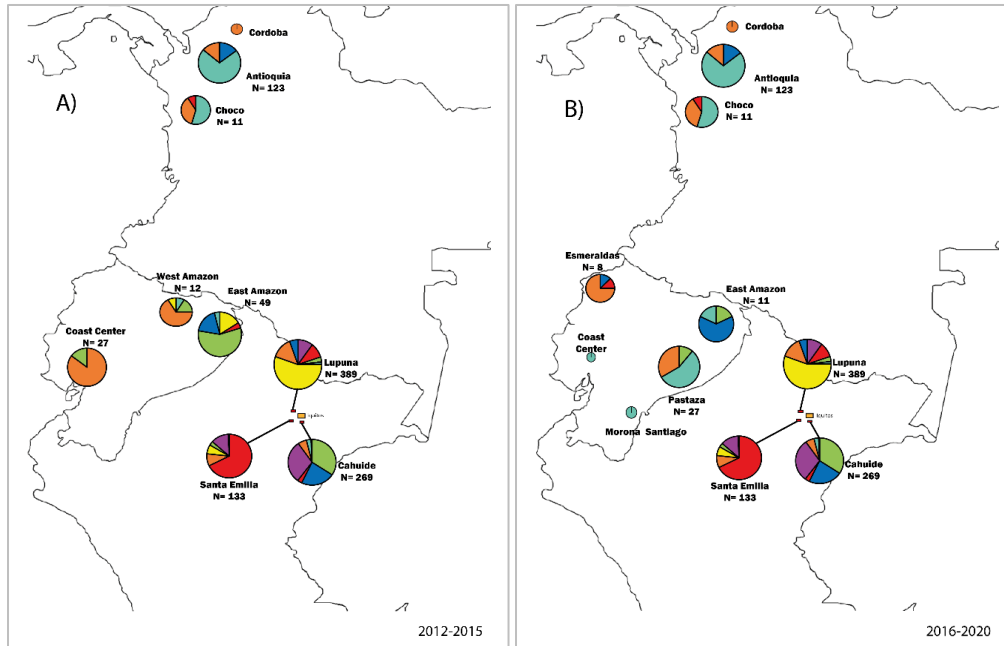 A)
Cordoba
Antioquia
N= 123
Choco
N= 11
West Amazon
N= 12
East Amazon
N= 49
Coast Center
N= 27
Lupuna
N= 389
Santa Emilia
N= 133
Cahuide
N= 269
2012-2015
B)
Cordoba
Antioquia
N= 123
Choco
N= 11
Esmeraldas
N= 8
East Amazon
N= 11
Coast
Center
Lupuna
N= 389
Pastaza
N= 27
Morona Santiago
Santa Emilia
N= 133
Cahuide
N= 269
2016-2020